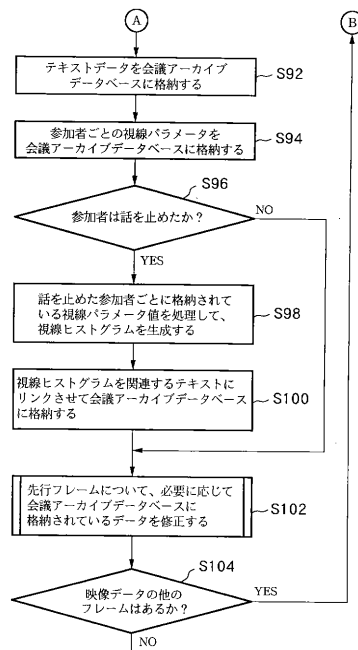 A
B
テキストデータを会議アーカイブ
データベースに格納する
S92
参加者ごとの視線パラメータを
会議アーカイブデータベースに格納する
S94
S96
参加者は話を止めたか?
NO
YES
話を止めた参加者ごとに格納されて
いる視線パラメータ値を処理して、
視線ヒストグラムを生成する
S98
視線ヒストグラムを関連するテキストに
リンクさせて会議アーカイブデータベース
に格納する
S100
先行フレームについて、必要に応じて
会議アーカイブデータベースに
格納されているデータを修正する
S102
S104
映像データの他の
フレームはあるか?
YES
NO